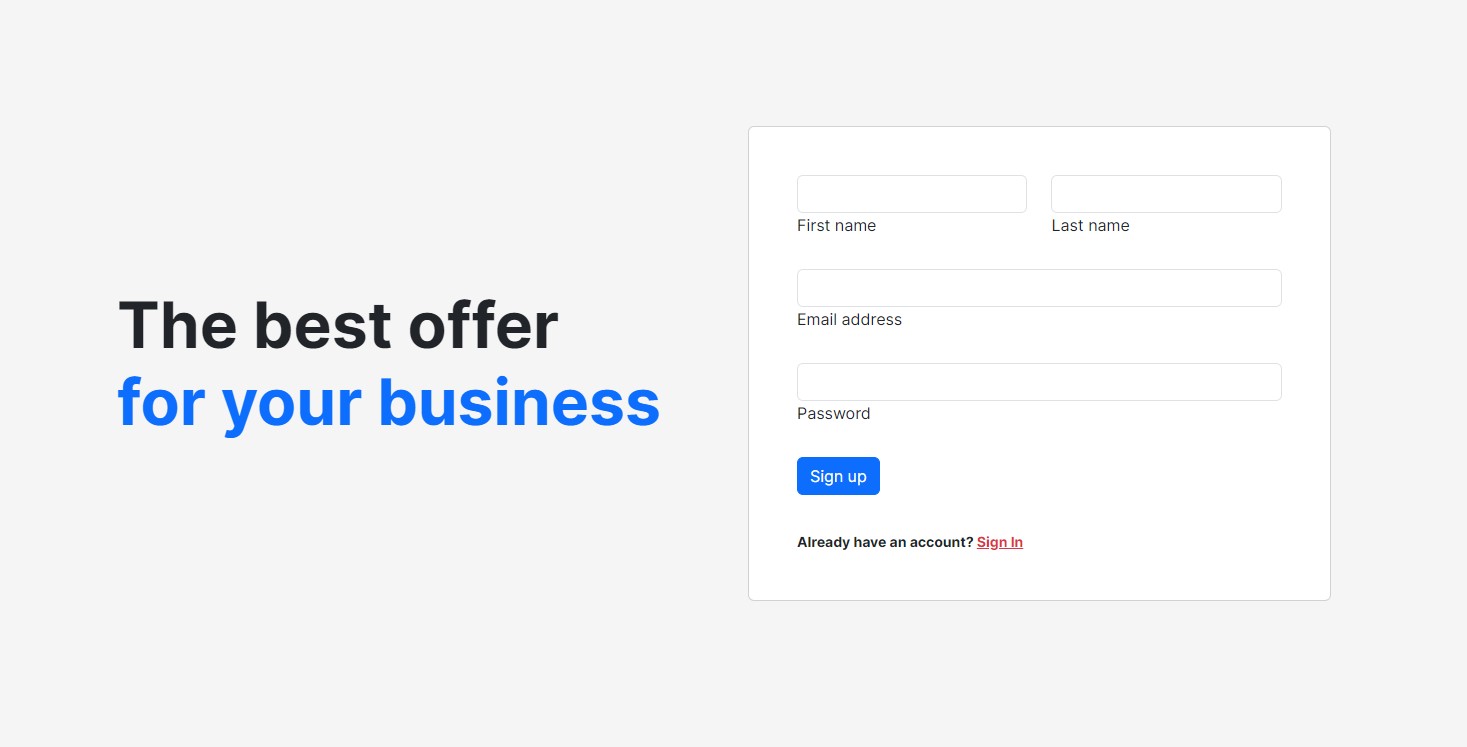 The best offer
for your business
First name
Last name
Email address
Password
Sign up
Already have an account? Sign In